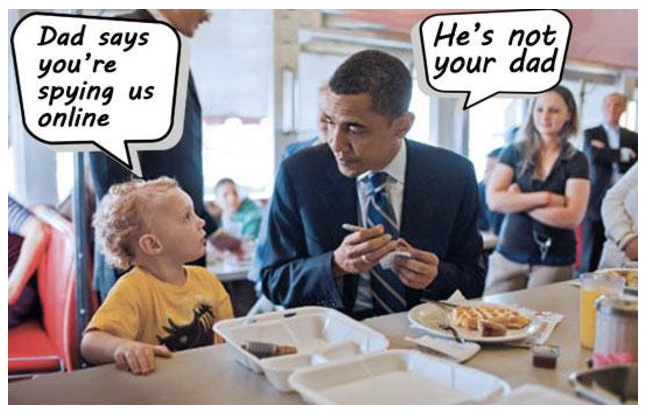 Dad says
you're
spying us
online
He's not
your dad